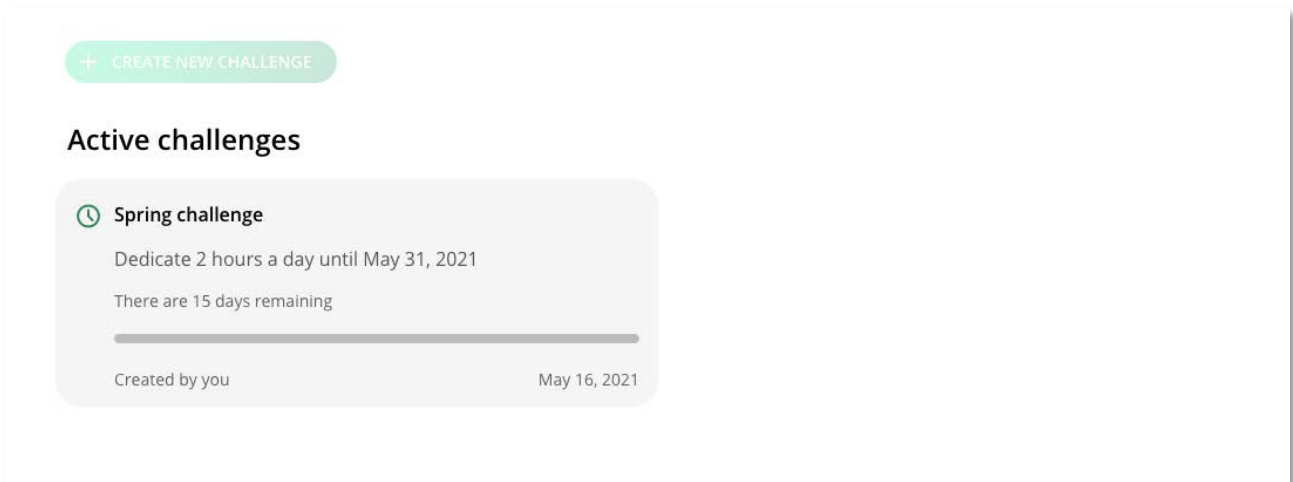 + CREATE NEW CHALLENGE
Active challenges
Spring challenge
Dedicate 2 hours a day until May 31, 2021
There are 15 days remaining
Created by you
May 16, 2021